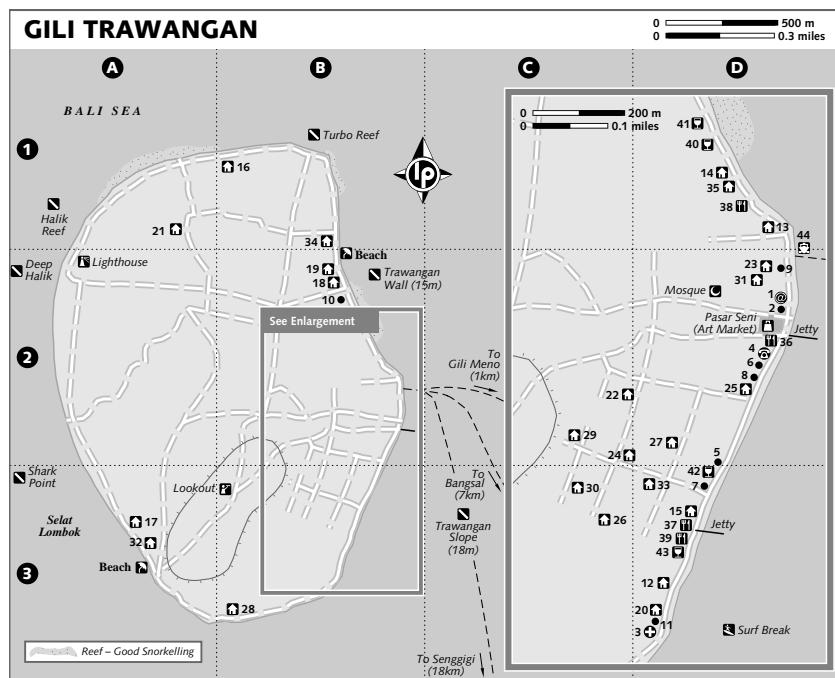 GILI TRAWANGAN
0 500 m
0 0.3 miles
A
B
C
D
BALI SEA
1
Turbo Reef
lp
16
Halik
Reef
21
34
Beach
Deep
Halik
Lighthouse
19
18
10
Trawangan
Wall (15m)
See Enlargement
2
To
Gili Meno
(1km)
Shark
Point
Lookout
To
Bangsal
(7km)
Selat
Lombok
17
32
Trawangan
Slope
(18m)
3
Beach
28
Reef – Good Snorkelling
To Senggigi
(18km)
0 200 m
0 0.1 miles
41
40
14
35
38
13
44
23
9
31
Mosque
1
@
2
Pasar Seni
(Art Market)
Jetty
36
4
6
8
25
22
29
27
24
5
42
30
33
7
15
26
37
Jetty
39
43
12
20
11
3
Surf Break